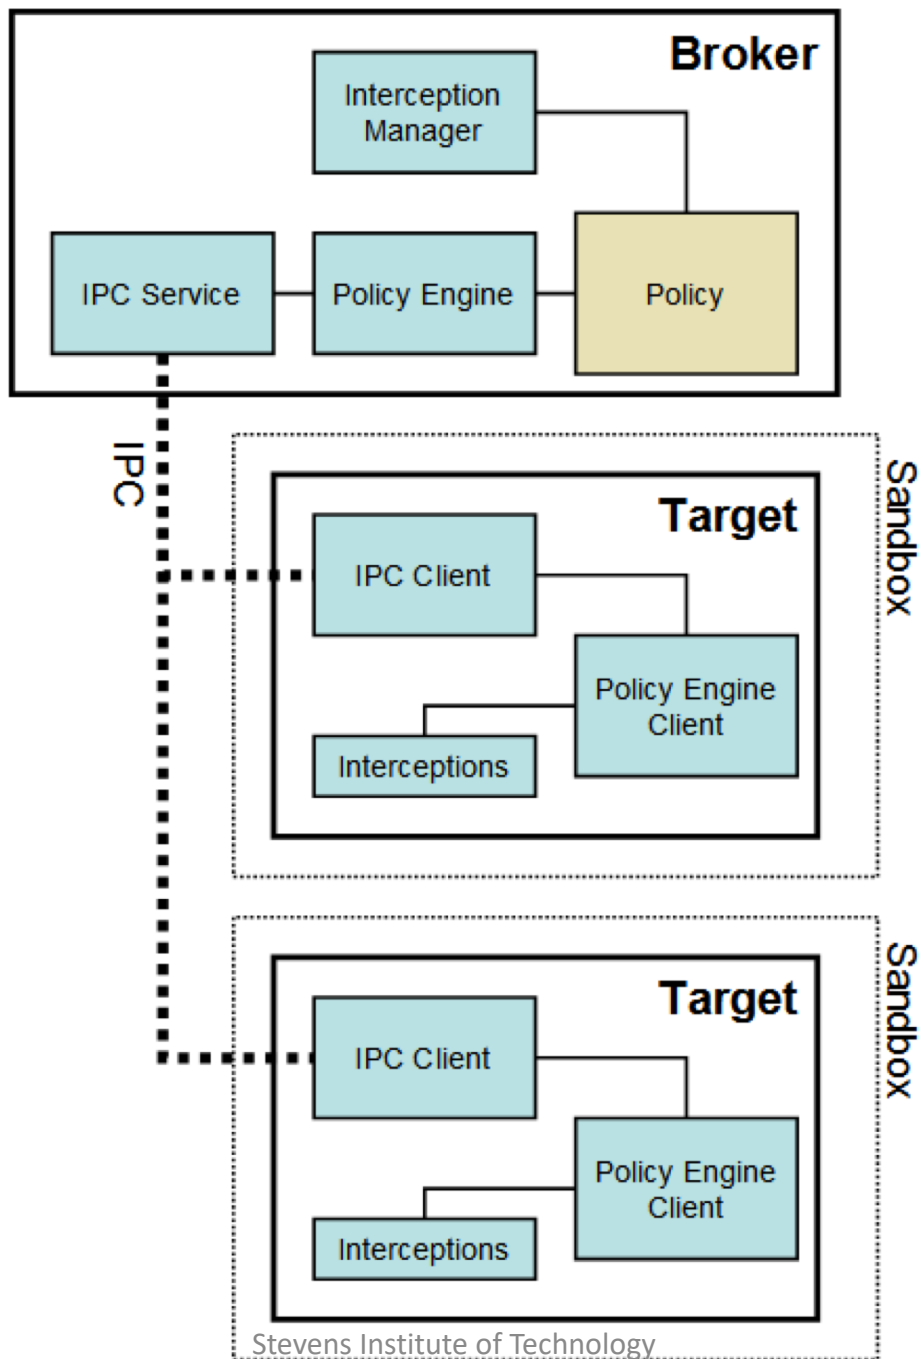 Broker
Interception
Manager
IPC Service
Policy Engine
Policy
IPC
Sandbox
Target
IPC Client
Policy Engine
Client
Interceptions
Sandbox
Target
IPC Client
Policy Engine
Client
Interceptions
Stevens Institute of Technology